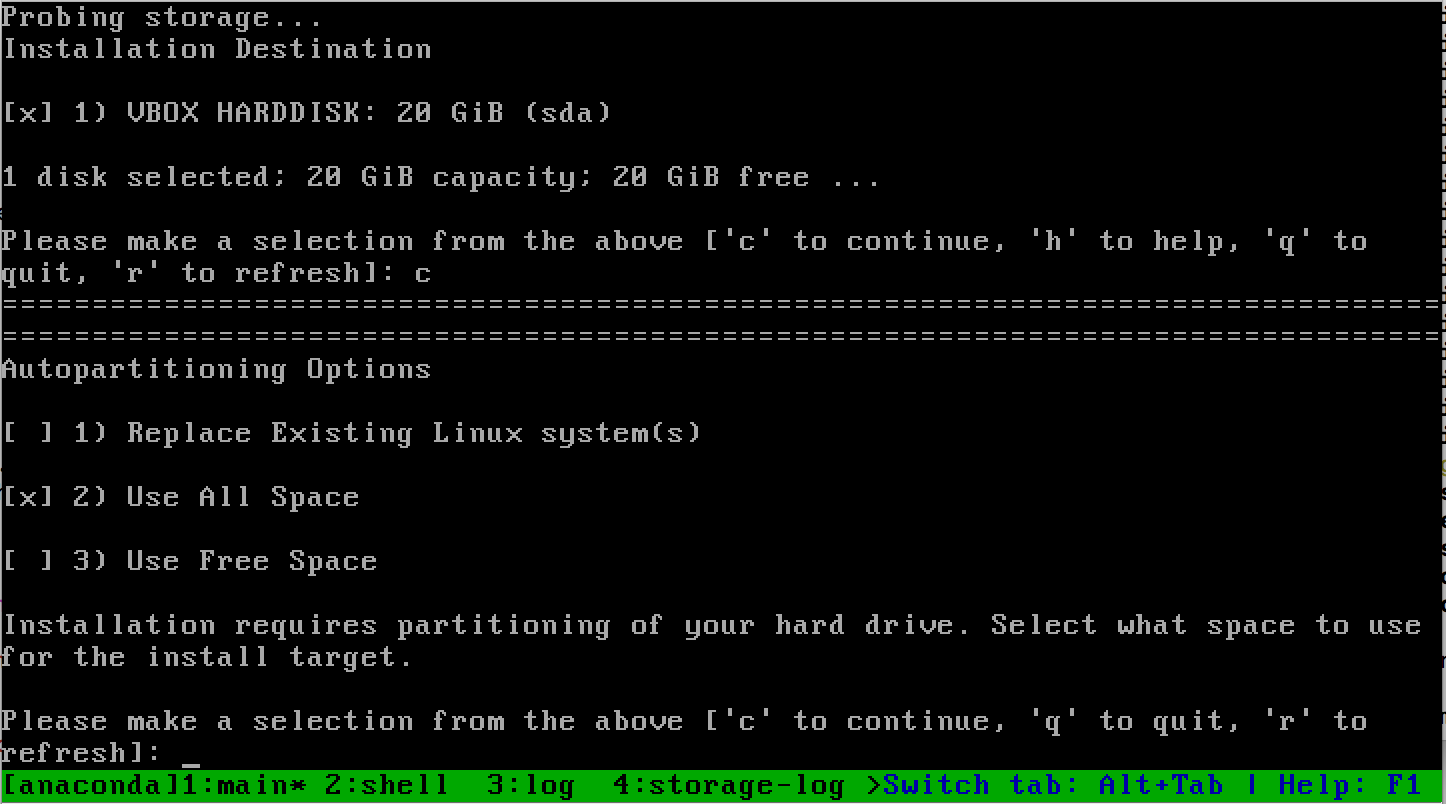 Probing storage...
Installation Destination
[x] 1) VBOX HARDDISK: 20 GiB (sda)
1 disk selected; 20 GiB capacity; 20 GiB free ...
Please make a selection from the above ['c' to continue, 'h' to help, 'q' to
quit, 'r' to refresh]: c
================================================================================
================================================================================
Autopartitioning Options
[ ] 1) Replace Existing Linux system(s)
[x] 2) Use All Space
[ ] 3) Use Free Space
Installation requires partitioning of your hard drive. Select what space to use
for the install target.
Please make a selection from the above ['c' to continue, 'q' to quit, 'r' to
refresh]: _
[anaconda]1:main* 2:shell  3:log  4:storage-log >Switch tab: Alt+Tab | Help: F1